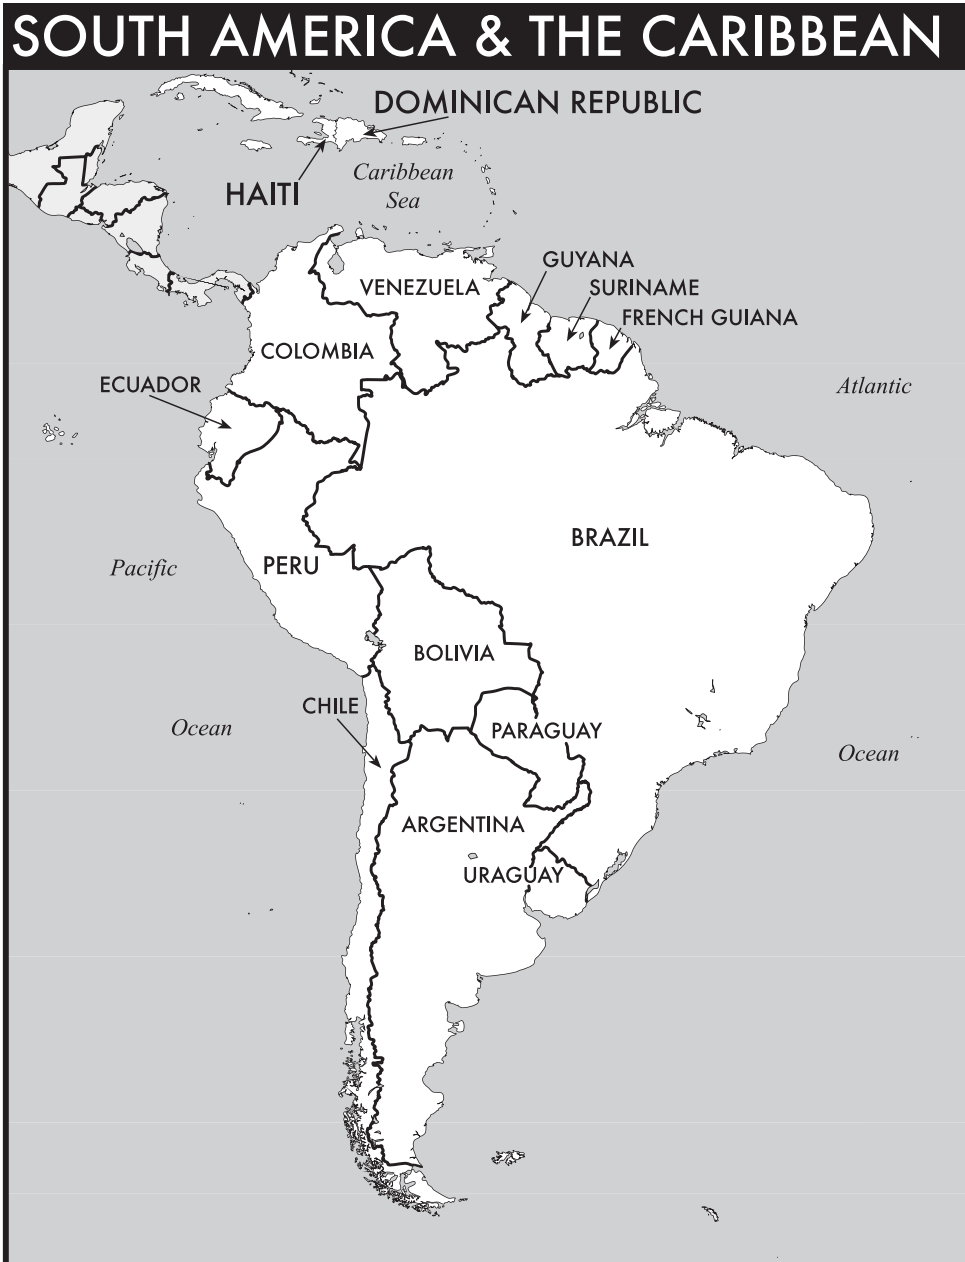 SOUTH AMERICA & THE CARIBBEAN
DOMINICAN REPUBLIC
HAITI
Caribbean
Sea
GUYANA
VENEZUELA
SURINAME
FRENCH GUIANA
COLOMBIA
ECUADOR
Atlantic
BRAZIL
PERU
Pacific
BOLIVIA
CHILE
Ocean
PARAGUAY
Ocean
ARGENTINA
URAGUAY